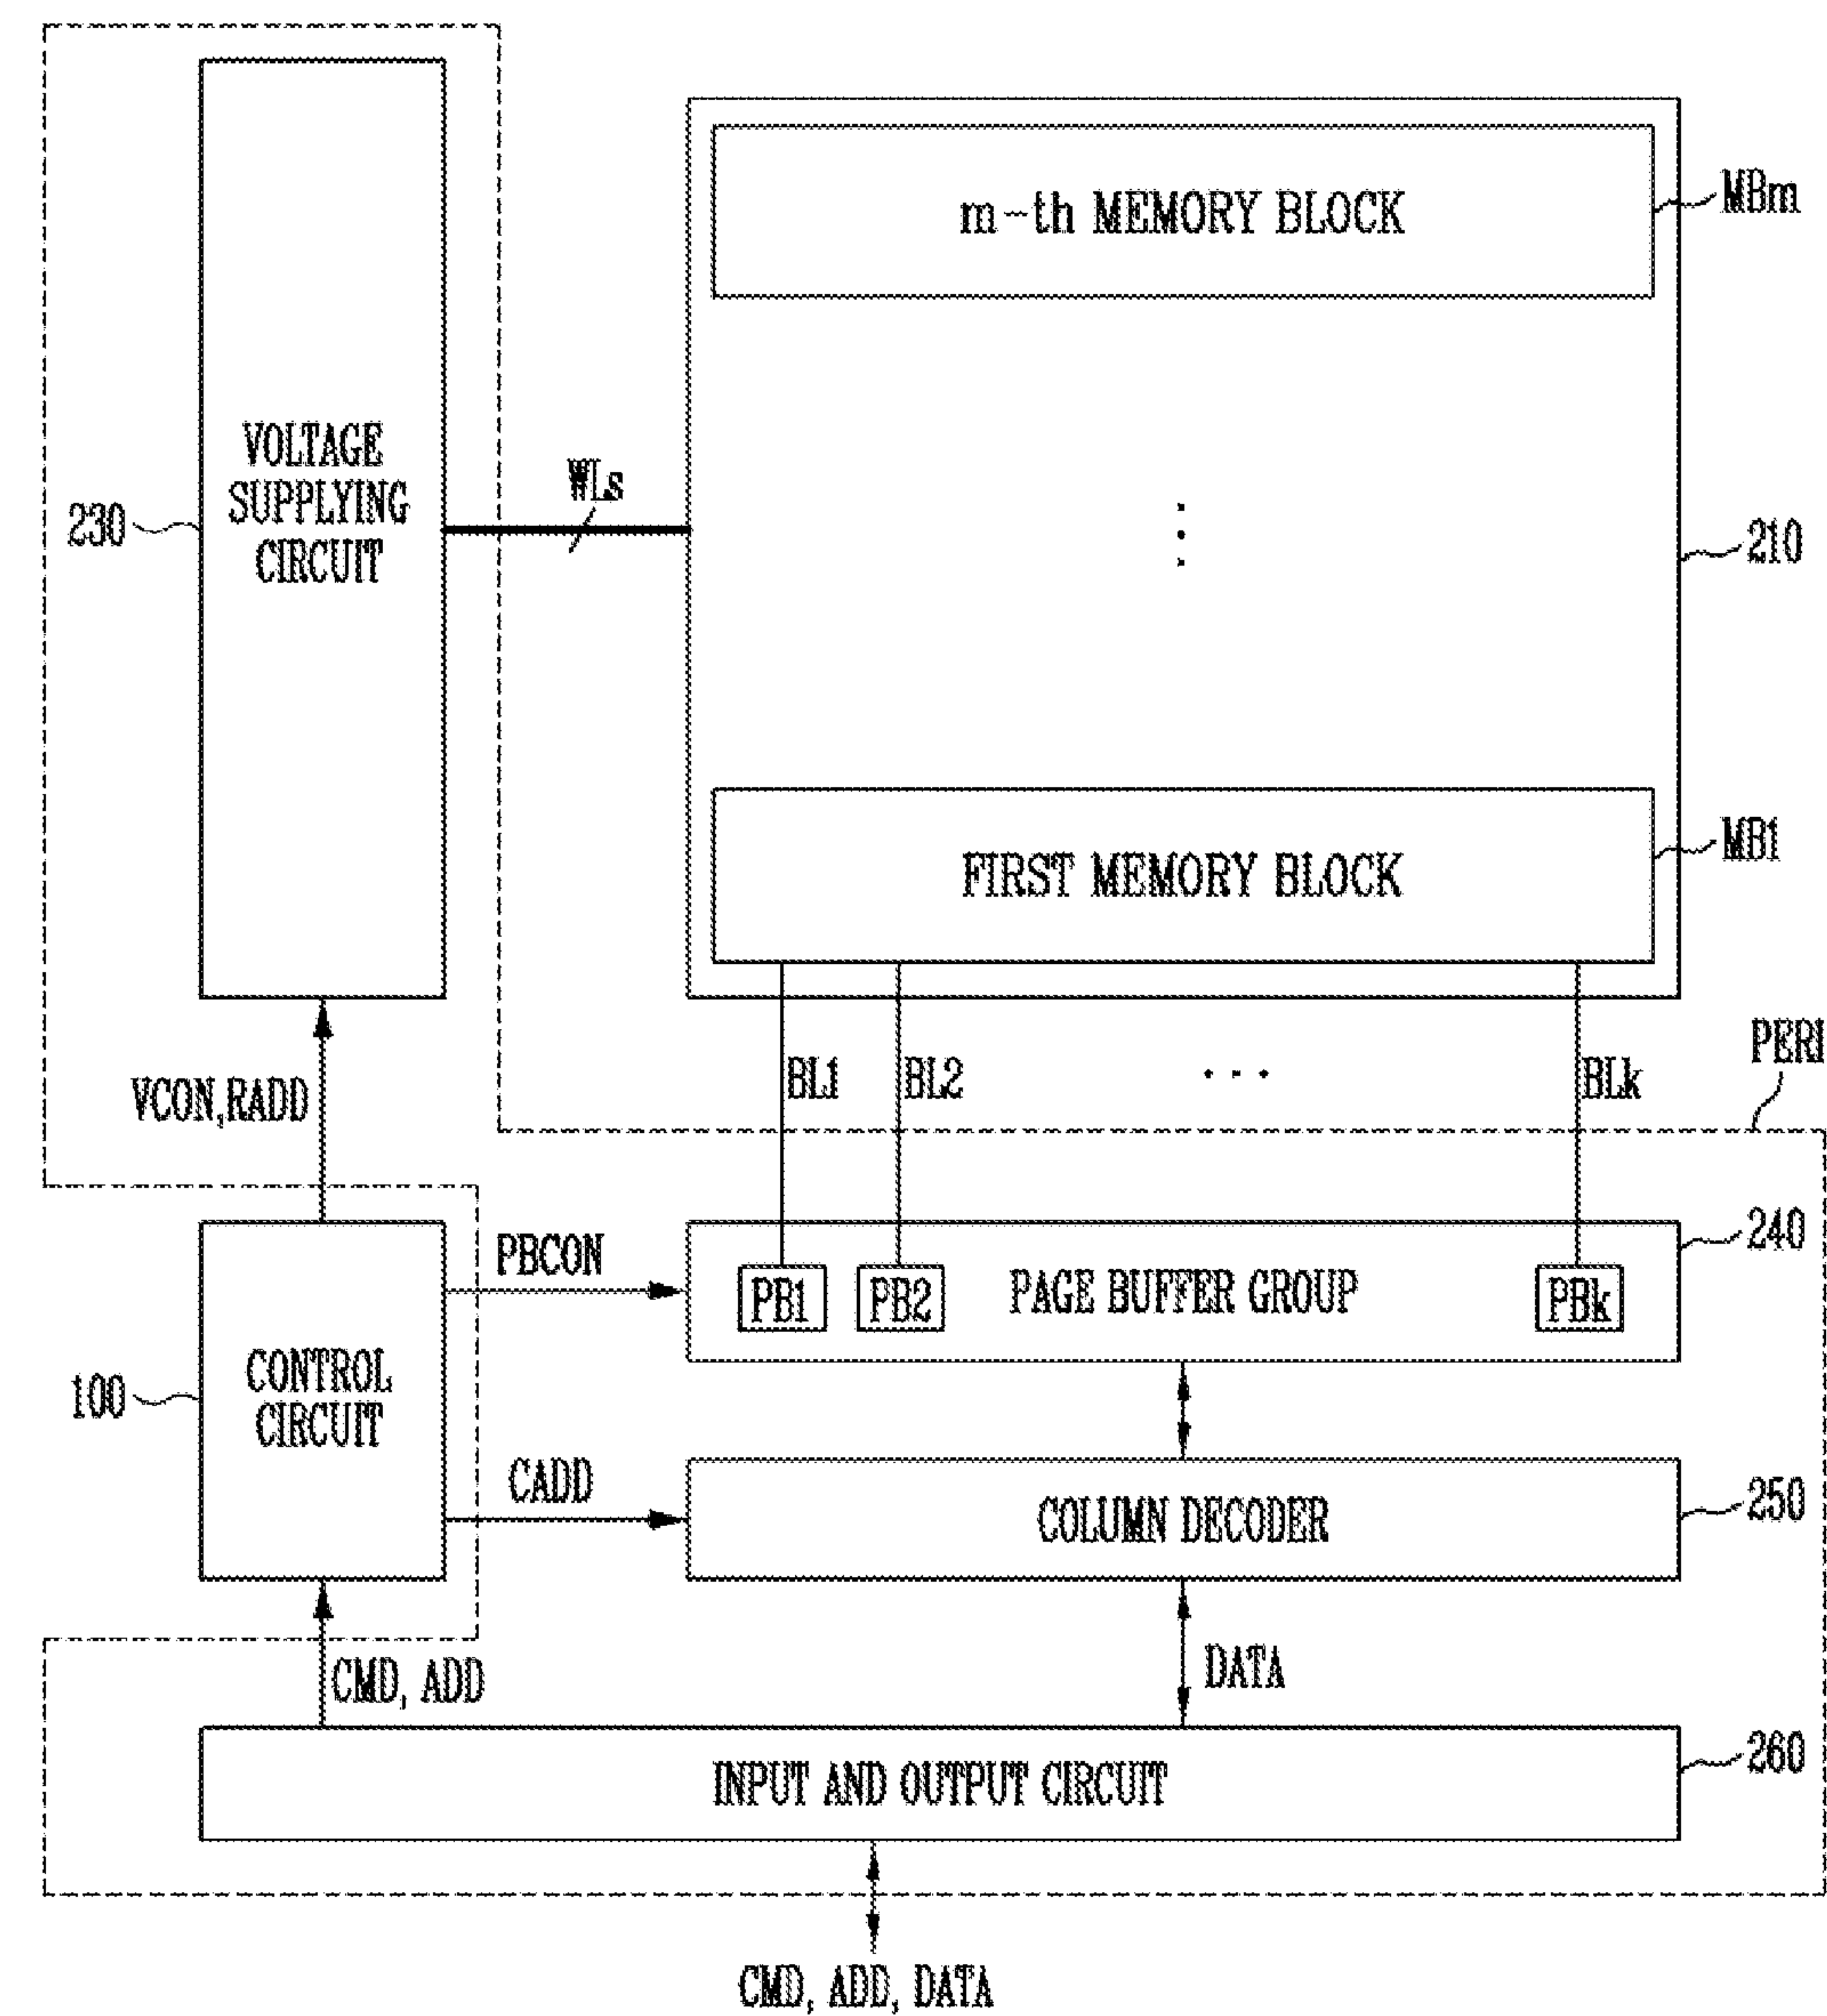 m-th MEMORY BLOCK
MBm
VOLTAGE
SUPPLYING
CIRCUIT
230
WLs
210
FIRST MEMORY BLOCK
MB1
BL1
BL2
BLk
PERI
VCON,RADD
PBCON
PB1
PB2
PAGE BUFFER GROUP
PBk
240
CONTROL
CIRCUIT
100
CADD
COLUMN DECODER
250
CMD, ADD
DATA
INPUT AND OUTPUT CIRCUIT
260
CMD, ADD, DATA